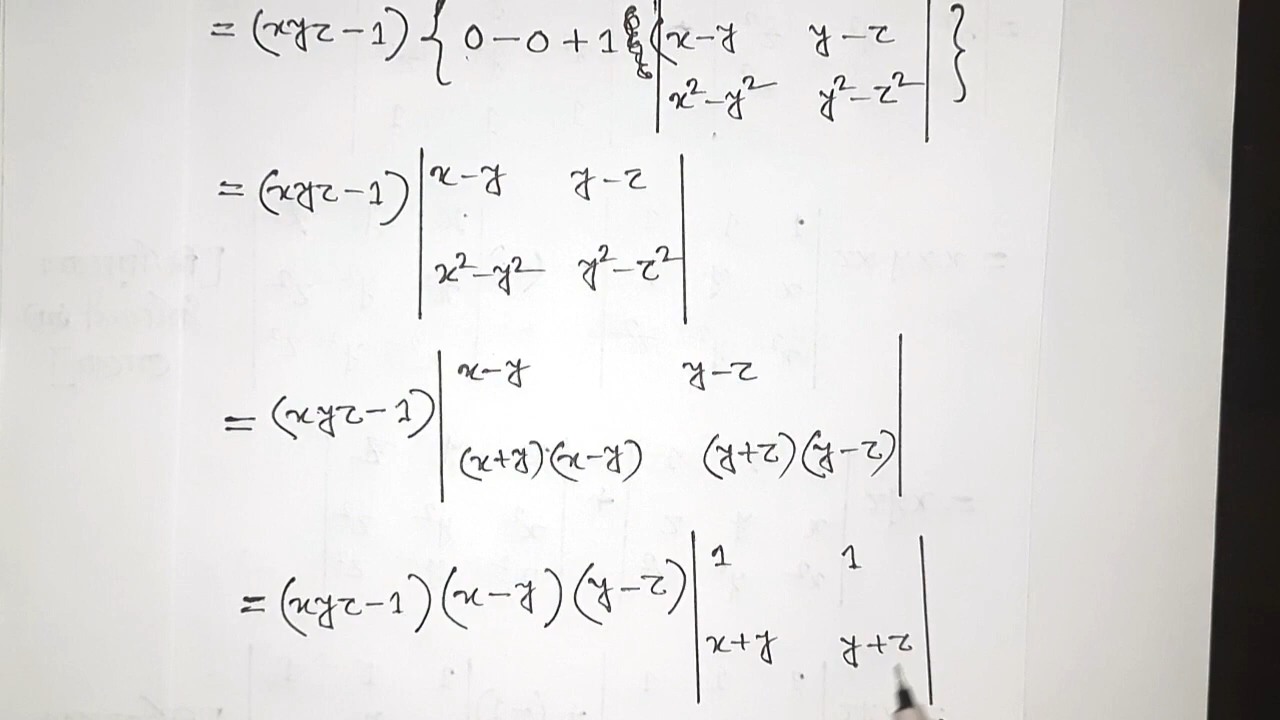 = (xyz-1) { 0-0+1 | x-y y-z | }
| x²-y² y²-z² |
= (xyz-1) | x-y y-z |
| x²-y² y²-z² |
= (xyz-1) | x-y y-z |
| (x+y)(x-y) (y+z)(y-z) |
= (xyz-1)(x-y)(y-z) | 1 1 |
| x+y y+z |